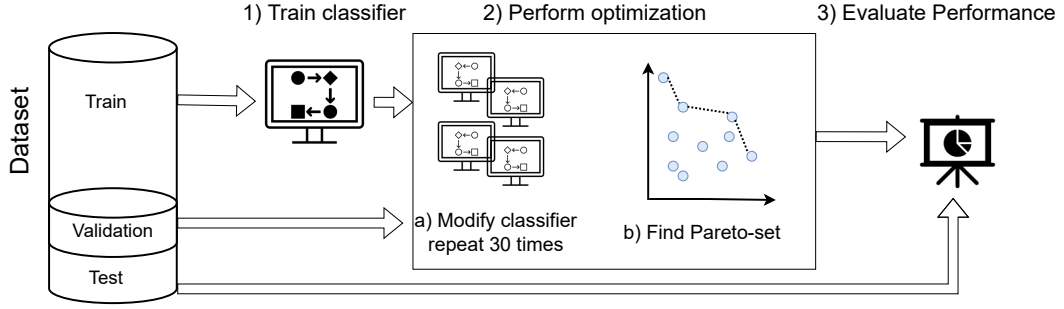 1) Train classifier
2) Perform optimization
3) Evaluate Performance
Dataset
Train
Validation
Test
a) Modify classifier
repeat 30 times
b) Find Pareto-set